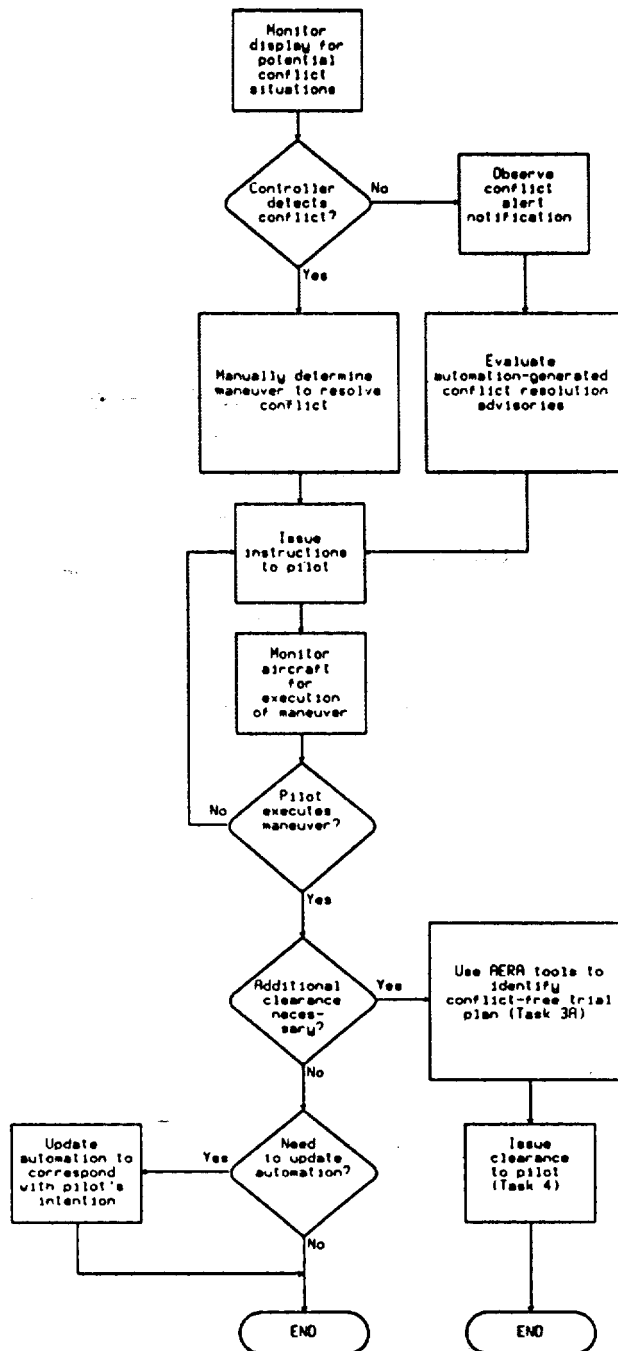 Monitor
display for
potential
conflict
situations
Controller
detects
conflict?
No
Observe
conflict
alert
notification
Yes
Manually determine
maneuver to resolve
conflict
Evaluate
automation-generated
conflict resolution
advisories
Issue
instructions
to pilot
Monitor
aircraft
for
execution
of maneuver
Pilot
executes
maneuver?
No
Yes
Additional
clearance
neces-
sary?
Yes
Use AERA tools to
identify
conflict-free trial
plan (Task 3A)
No
Update
automation to
correspond
with pilot's
intention
Yes
Need
to update
automation?
Issue
clearance
to pilot
(Task 4)
No
END
END